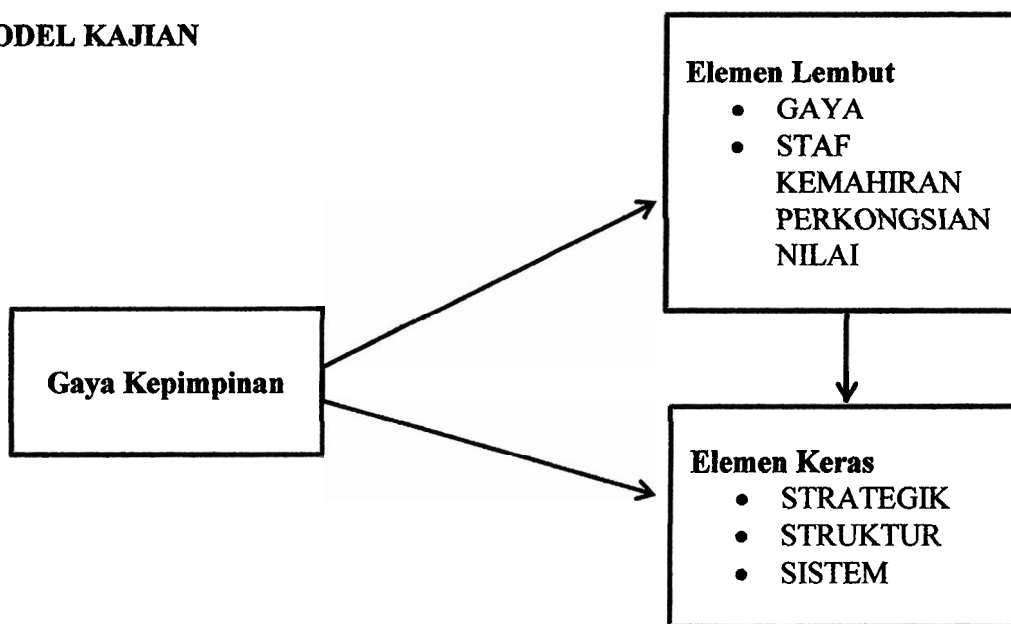 ODEL KAJIAN
Elemen Lembut
• GAYA
• STAF
KEMAHIRAN
PERKONGSIAN
NILAI
Gaya Kepimpinan
Elemen Keras
• STRATEGIK
• STRUKTUR
• SISTEM